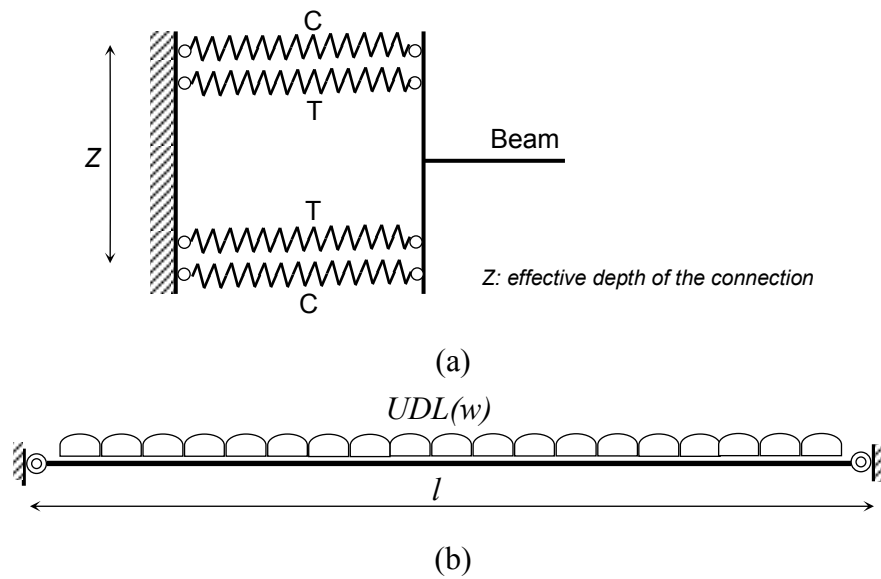 C
T
Beam
Z
T
C
Z: effective depth of the connection
(a)
UDL(w)
l
(b)